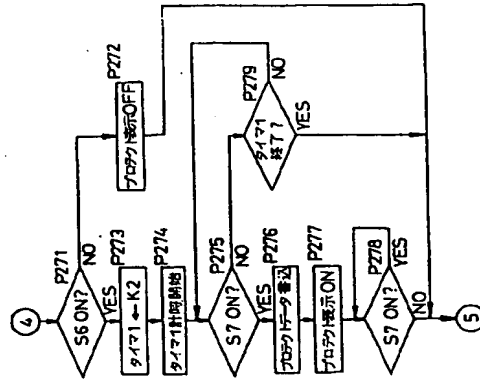 ④
P271
S6 ON?
NO
P272
プロテクト表示OFF
YES
P273
タイマ1←K2
P274
タイマ1計時開始
P275
S7 ON?
NO
P279
タイマ1
終了?
NO
YES
YES
P276
プロテクトデータ書込
P277
プロテクト表示ON
P278
S7 ON?
YES
NO
⑤